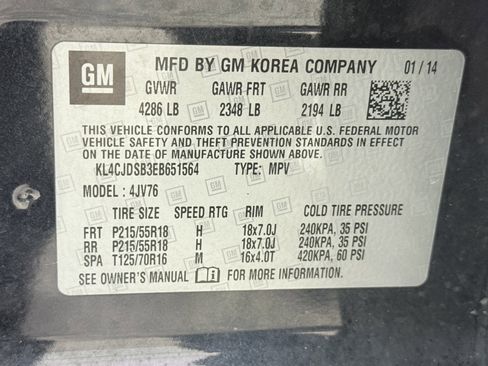 GM MFD BY GM KOREA COMPANY 01/14
GVWR GAWR FRT GAWR RR
4286 LB 2348 LB 2194 LB
THIS VEHICLE CONFORMS TO ALL APPLICABLE U.S. FEDERAL MOTOR
VEHICLE SAFETY AND THEFT PREVENTION STANDARDS IN EFFECT ON
THE DATE OF MANUFACTURE SHOWN ABOVE.
KL4CJDSB3EB651564 TYPE: MPV
MODEL : 4JV76
TIRE SIZE SPEED RTG RIM COLD TIRE PRESSURE
FRT P215/55R18 H 18x7.0J 240KPA, 35 PSI
RR P215/55R18 H 18x7.0J 240KPA, 35 PSI
SPA T125/70R16 M 16x4.0T 420KPA, 60 PSI
SEE OWNER'S MANUAL FOR MORE INFORMATION